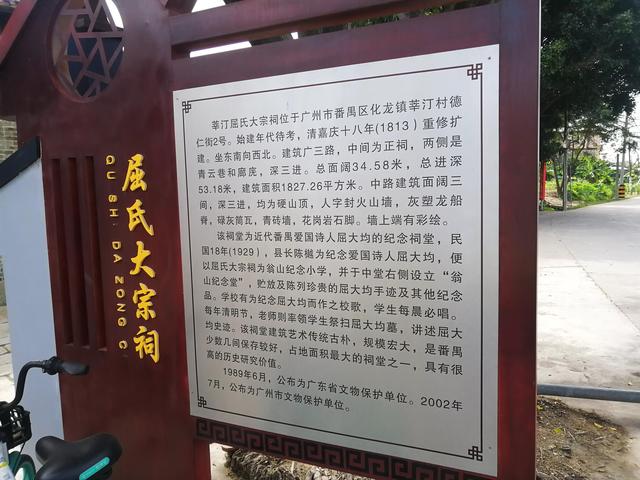 屈氏大宗祠
QU SHI DA ZONG C
莘汀屈氏大宗祠位于广州市番禺区化龙镇莘汀村德
仁街2号。始建年代待考，清嘉庆十八年(1813）重修扩
建。坐东南向西北。建筑广三路，中间为正祠，两侧是
青云巷和廊庑，深三进。总面阔34.58米，总进深
53.18米，建筑面积1827.26平方米。中路建筑面阔三
间，深三进，均为硬山顶，人字封火山墙，灰塑龙船
脊，碌灰筒瓦，青砖墙，花岗岩石脚。墙上端有彩绘。
该祠堂为近代番禺爱国诗人屈大均的纪念祠堂，民
国18年(1929），县长陈樾为纪念爱国诗人屈大均，便
以屈氏大宗祠为翁山纪念小学，并于中堂右侧设立“翁
山纪念堂”，贮放及陈列珍贵的屈大均手迹及其他纪念
品。学校有为纪念屈大均而作之校歌，学生每晨必唱。
每年清明节，老师则率领学生祭扫屈大均墓，讲述屈大
均史迹。该祠堂建筑艺术传统古朴，规模宏大，是番禺
少数几间保存较好，占地面积最大的祠堂之一，具有很
高的历史研究价值。
1989年6月，公布为广东省文物保护单位。2002年
7月，公布为广州市文物保护单位。